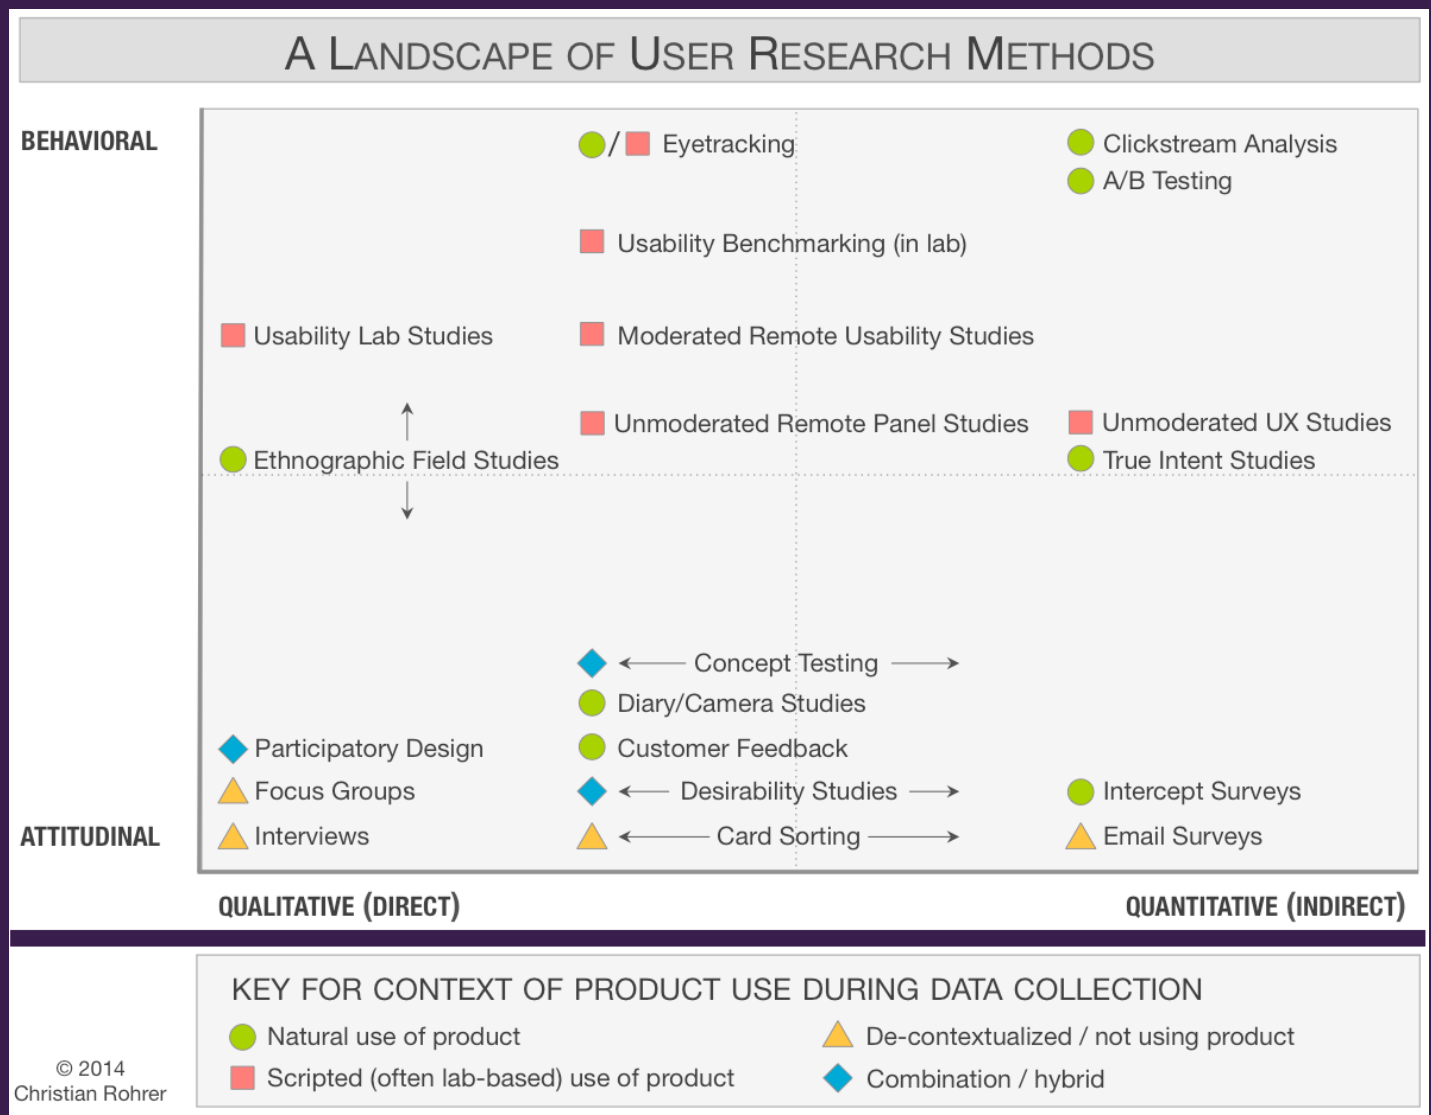 A LANDSCAPE OF USER RESEARCH METHODS
BEHAVIORAL
/ Eyetracking
Clickstream Analysis
A/B Testing
Usability Benchmarking (in lab)
Usability Lab Studies
Moderated Remote Usability Studies
Unmoderated Remote Panel Studies
Unmoderated UX Studies
Ethnographic Field Studies
True Intent Studies
Concept Testing
Diary/Camera Studies
Participatory Design
Customer Feedback
Focus Groups
Desirability Studies
Intercept Surveys
ATTITUDINAL
Interviews
Card Sorting
Email Surveys
QUALITATIVE (DIRECT)
QUANTITATIVE (INDIRECT)
KEY FOR CONTEXT OF PRODUCT USE DURING DATA COLLECTION
Natural use of product
De-contextualized / not using product
Scripted (often lab-based) use of product
Combination / hybrid
© 2014
Christian Rohrer